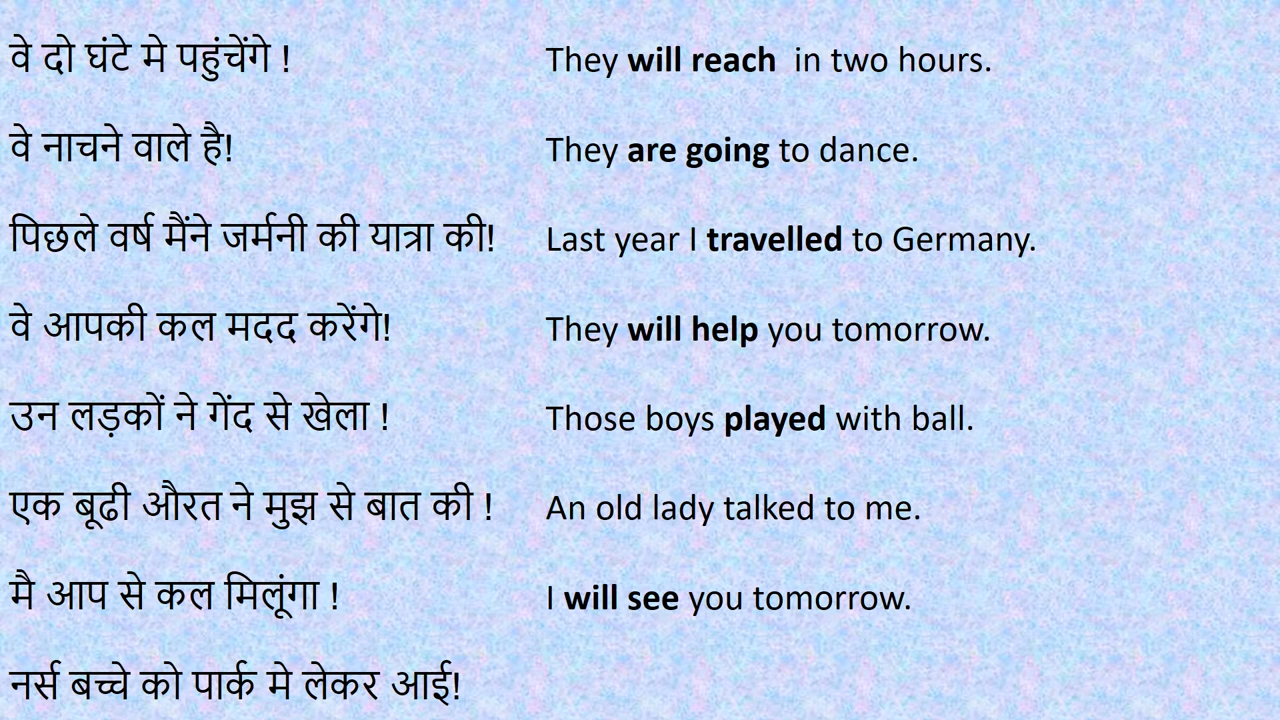 वे दो घंटे मे पहुंचेंगे ! They will reach in two hours.
वे नाचने वाले है! They are going to dance.
पिछले वर्ष मैंने जर्मनी की यात्रा की! Last year I travelled to Germany.
वे आपकी कल मदद करेंगे! They will help you tomorrow.
उन लड़कों ने गेंद से खेला ! Those boys played with ball.
एक बूढी औरत ने मुझ से बात की ! An old lady talked to me.
मै आप से कल मिलूंगा ! I will see you tomorrow.
नर्स बच्चे को पार्क मे लेकर आई!